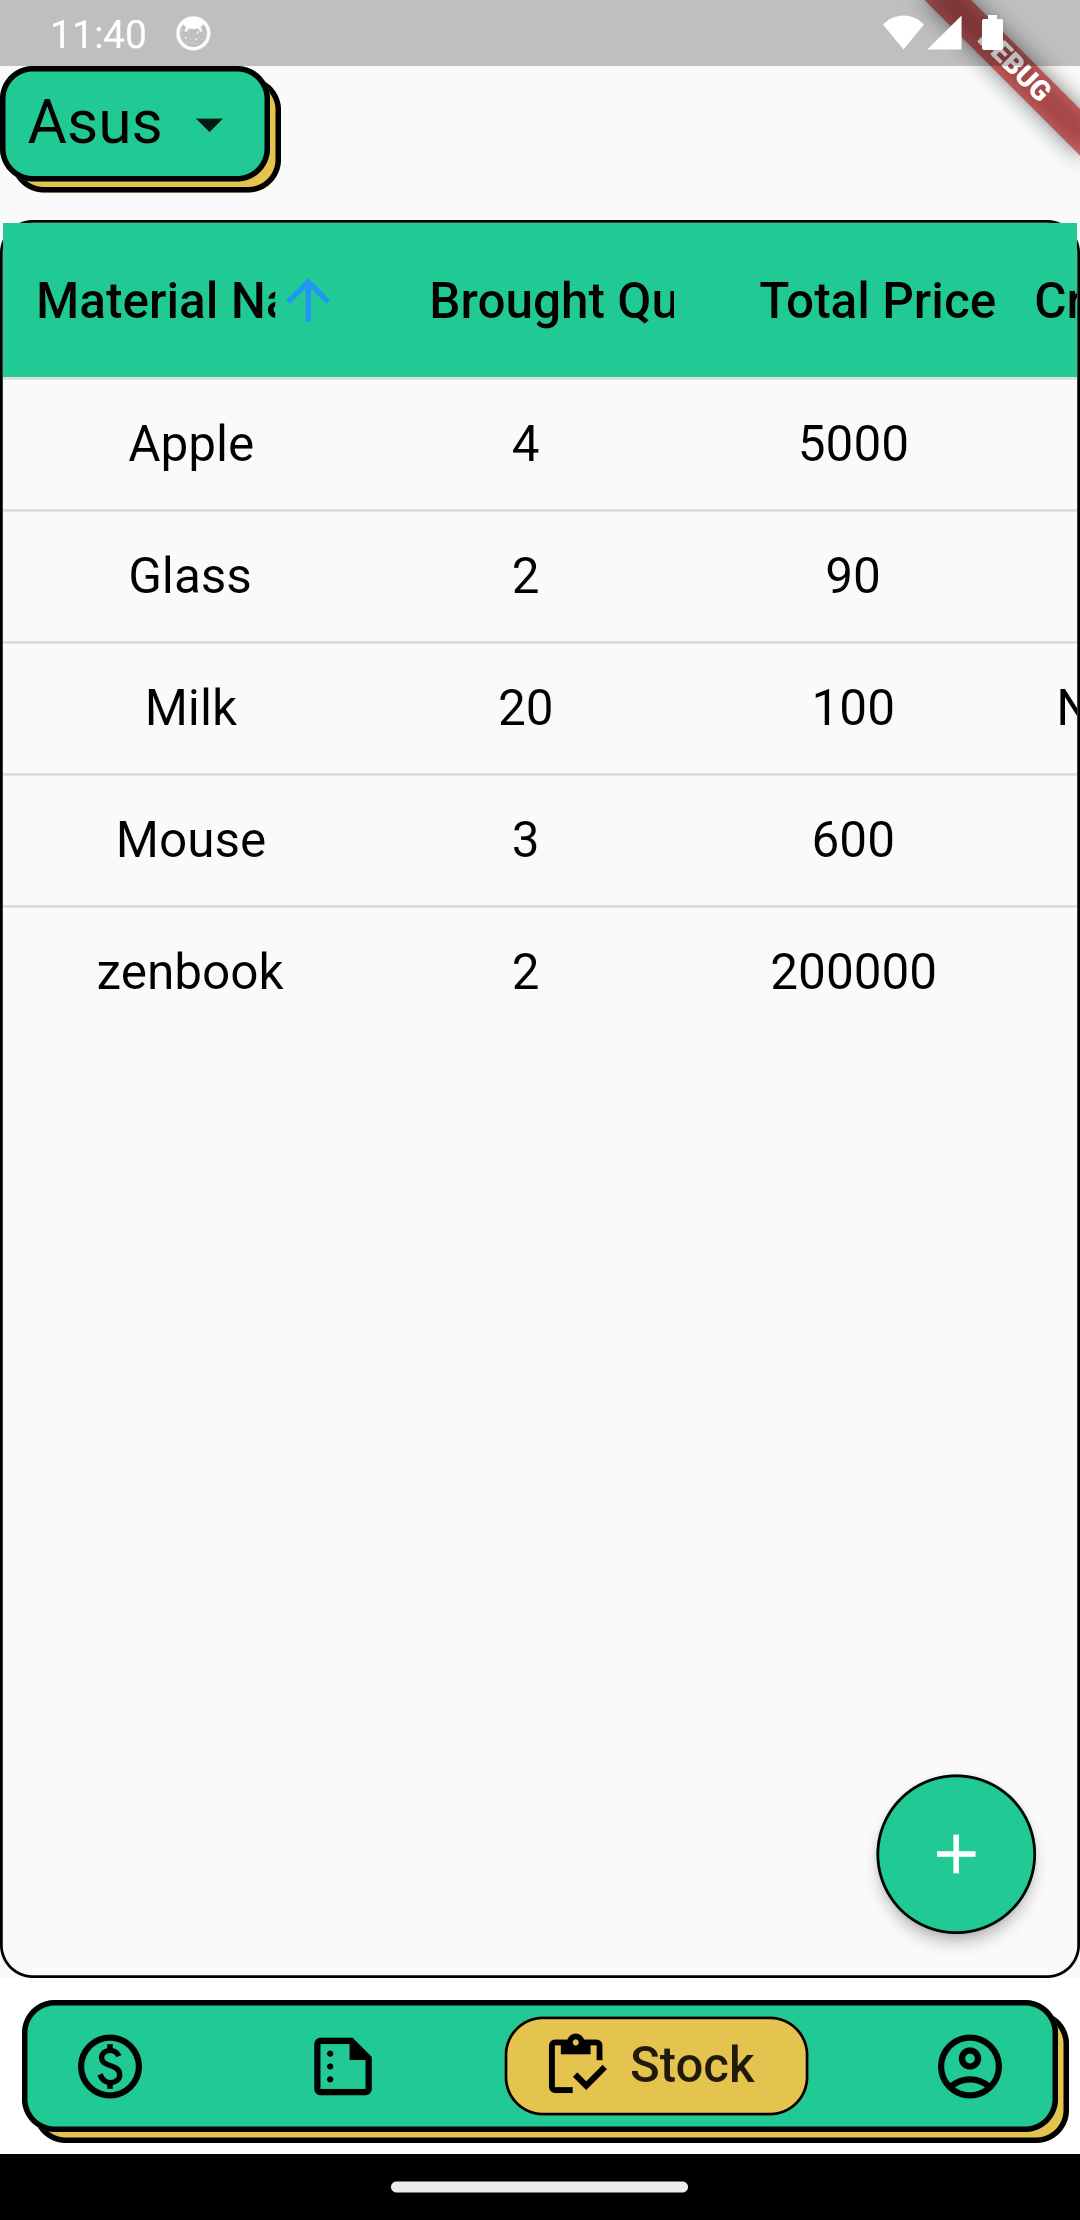 11:40
DEBUG
Asus
Material Na Brought Qu Total Price Cr
Apple 4 5000
Glass 2 90
Milk 20 100 N
Mouse 3 600
zenbook 2 200000
Stock